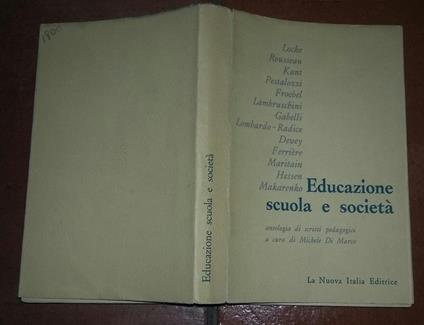 Locke
Rousseau
Kant
Pestalozzi
Froebel
Lambruschini
Gabelli
Lombardo-Radice
Dewey
Ferrière
Maritain
Hessen
Makarenko
Educazione
scuola e società
antologia di scritti pedagogici
a cura di Michele Di Marco
La Nuova Italia Editrice
Educazione scuola e società